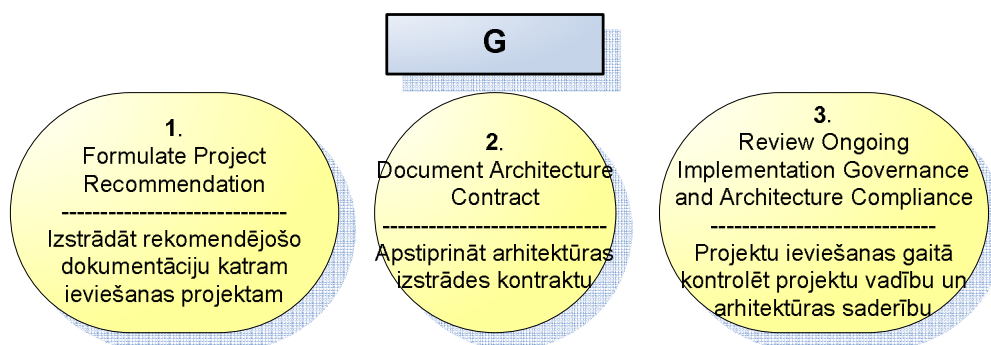 G
1.
Formulate Project
Recommendation
-----------------------------
Izstrādāt rekomendējošo
dokumentāciju katram
ieviešanas projektam
2.
Document Architecture
Contract
-----------------------------
Apstiprināt arhitektūras
izstrādes kontraktu
3.
Review Ongoing
Implementation Governance
and Architecture Compliance
-----------------------------
Projektu ieviešanas gaitā
kontrolēt projektu vadību un
arhitektūras saderību